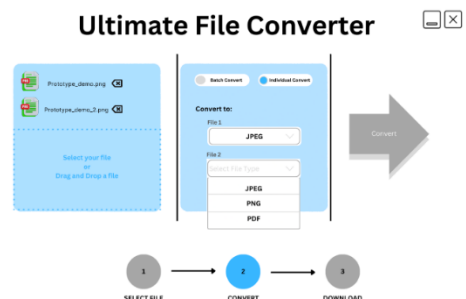 Ultimate File Converter
Prototype_demo.png
Prototype_demo_2.png
Select your file
or
Drag and Drop a file
Batch Convert
Individual Convert
Convert to:
File 1
JPEG
File 2
Select File Type
JPEG
PNG
PDF
Convert
1
2
3
SELECT FILE
CONVERT
DOWNLOAD